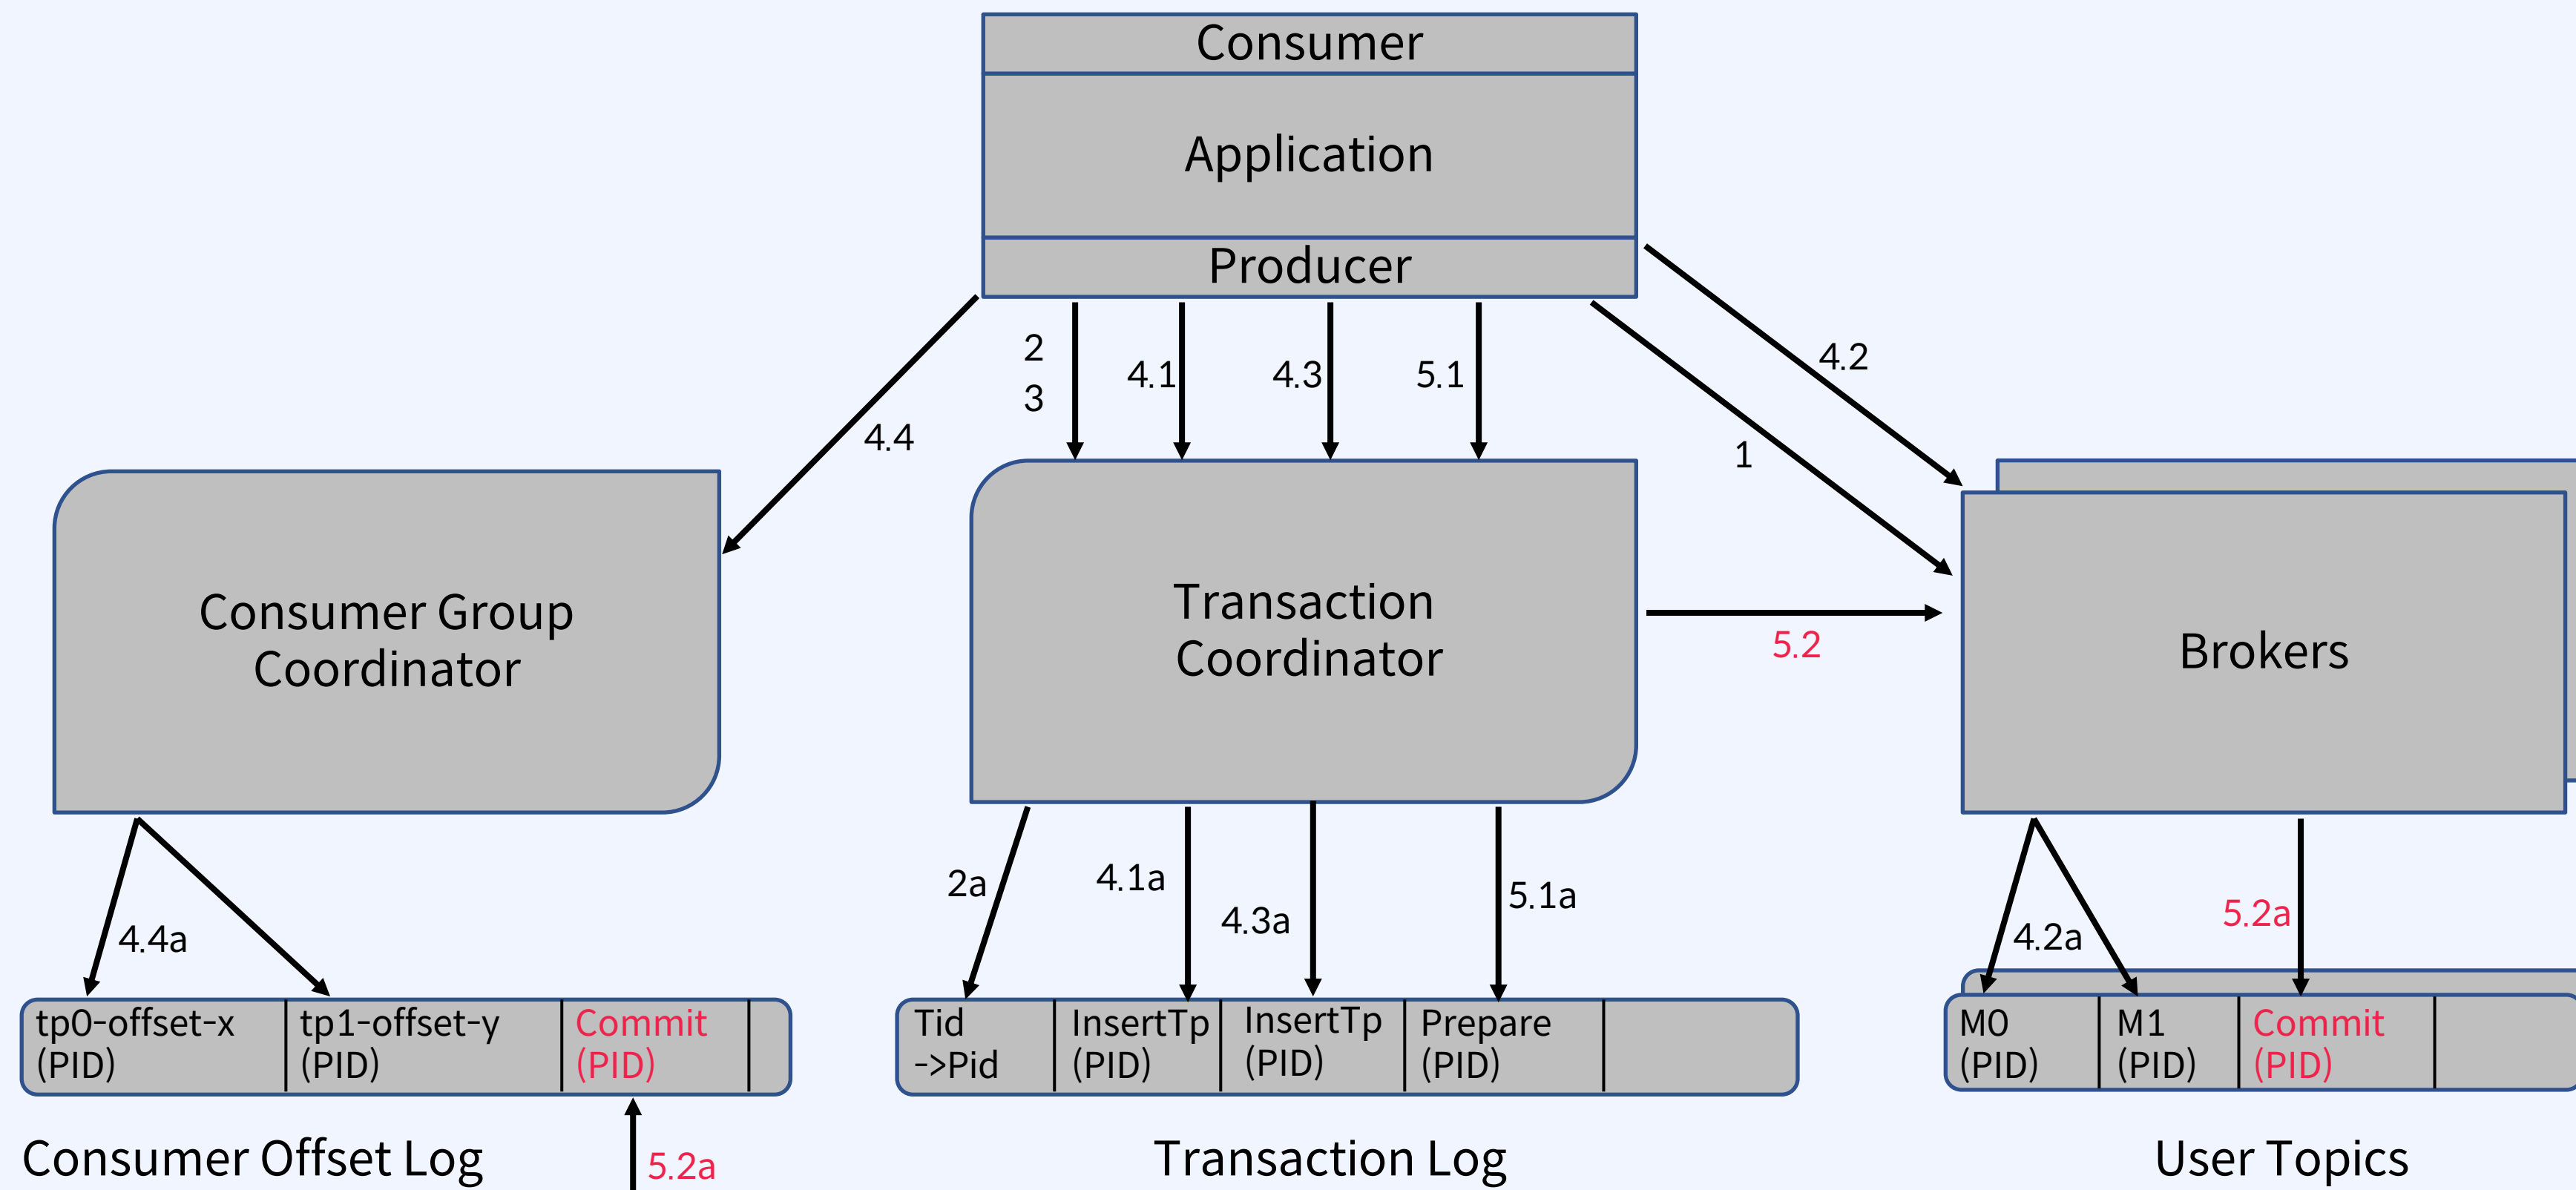 Consumer
Application
Producer
2
3
4.1
4.3
5.1
4.2
4.4
1
Consumer Group
Coordinator
Transaction
Coordinator
5.2
Brokers
4.4a
2a
4.1a
4.3a
5.1a
4.2a
5.2a
tp0-offset-x
(PID)
tp1-offset-y
(PID)
Commit
(PID)
Tid
->Pid
InsertTp
(PID)
InsertTp
(PID)
Prepare
(PID)
M0
(PID)
M1
(PID)
Commit
(PID)
Consumer Offset Log
5.2a
Transaction Log
User Topics